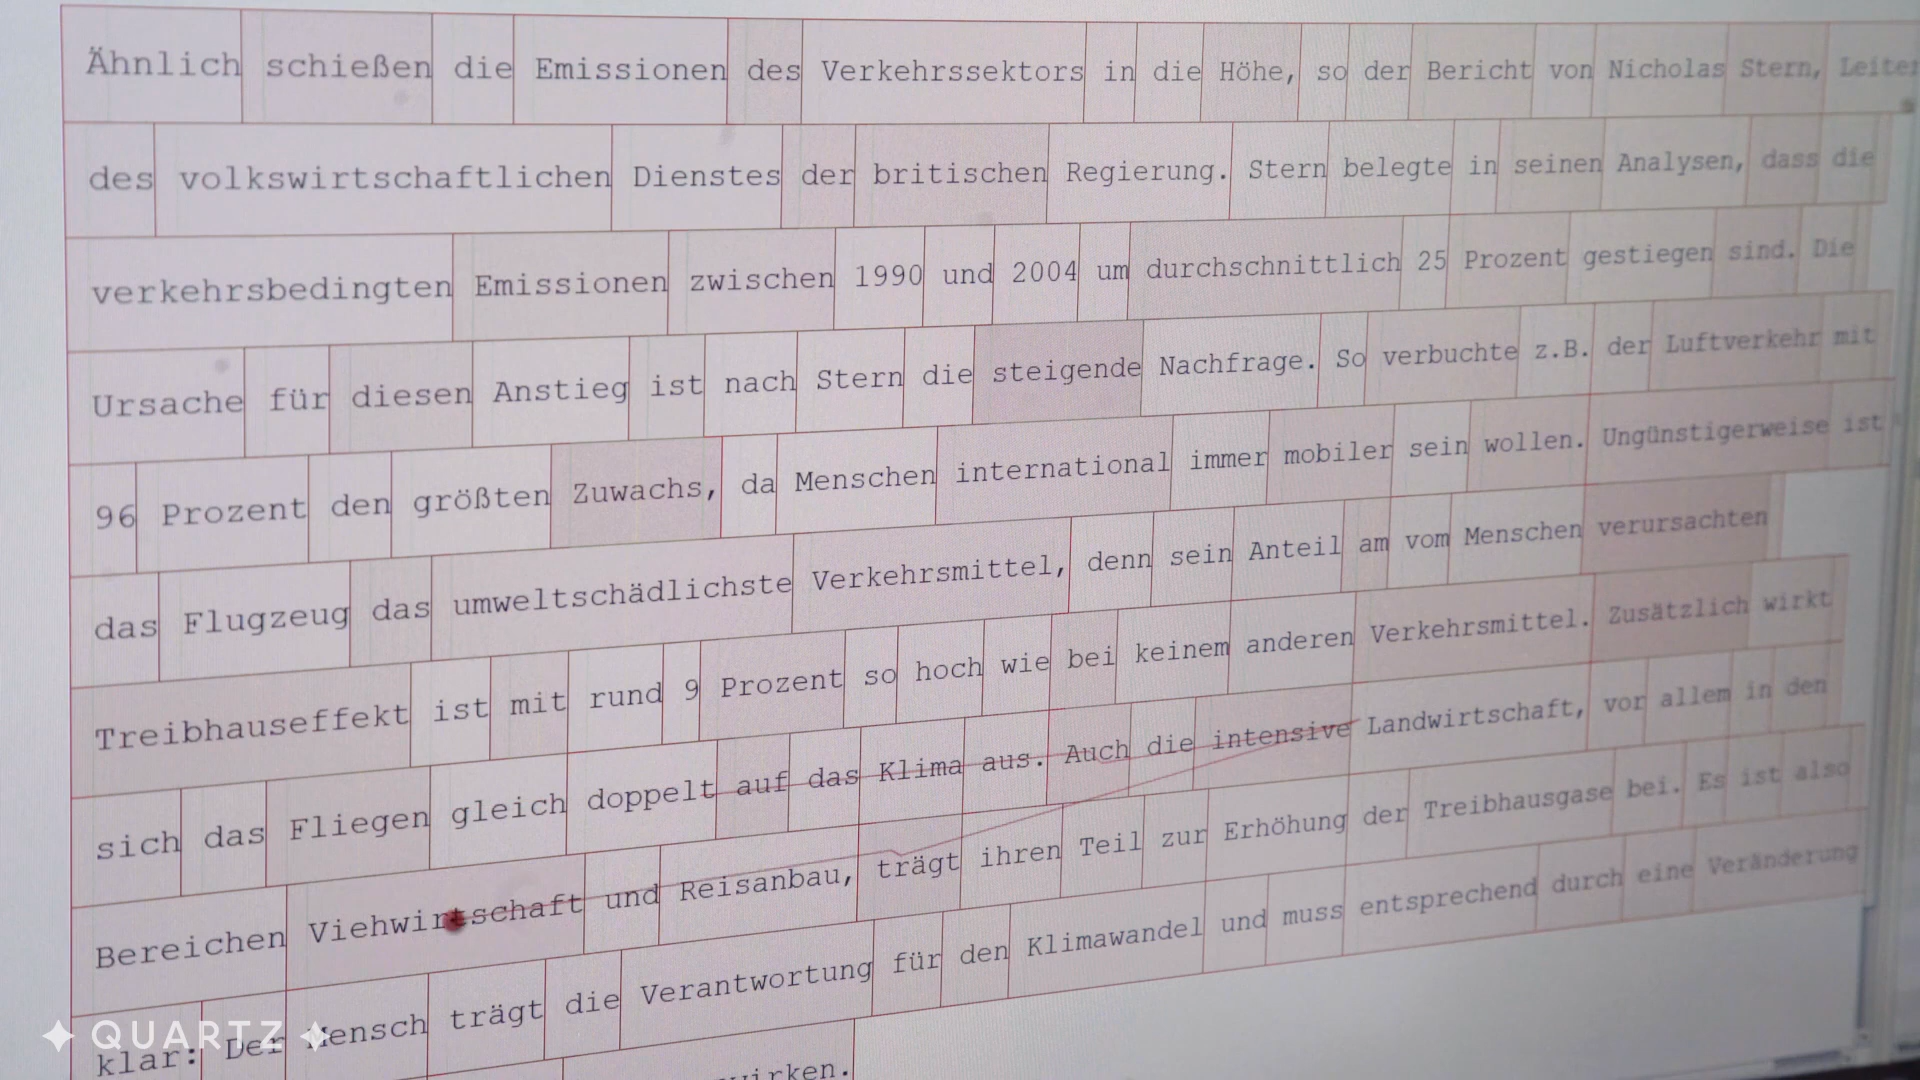 Ähnlich schießen die Emissionen des Verkehrssektors in die Höhe, so der Bericht von Nicholas Stern, Leiter
des volkswirtschaftlichen Dienstes der britischen Regierung. Stern belegte in seinen Analysen, dass die
verkehrsbedingten Emissionen zwischen 1990 und 2004 um durchschnittlich 25 Prozent gestiegen sind. Die
Ursache für diesen Anstieg ist nach Stern die steigende Nachfrage. So verbuchte z.B. der Luftverkehr mit
96 Prozent den größten Zuwachs, da Menschen international immer mobiler sein wollen. Ungünstigerweise ist
das Flugzeug das umweltschädlichste Verkehrsmittel, denn sein Anteil am vom Menschen verursachten
Treibhauseffekt ist mit rund 9 Prozent so hoch wie bei keinem anderen Verkehrsmittel. Zusätzlich wirkt
sich das Fliegen gleich doppelt auf das Klima aus. Auch die intensive Landwirtschaft, vor allem in den
Bereichen Viehwirtschaft und Reisanbau, trägt ihren Teil zur Erhöhung der Treibhausgase bei. Es ist also
klar: Der Mensch trägt die Verantwortung für den Klimawandel und muss entsprechend durch eine Veränderung
QUARTZ